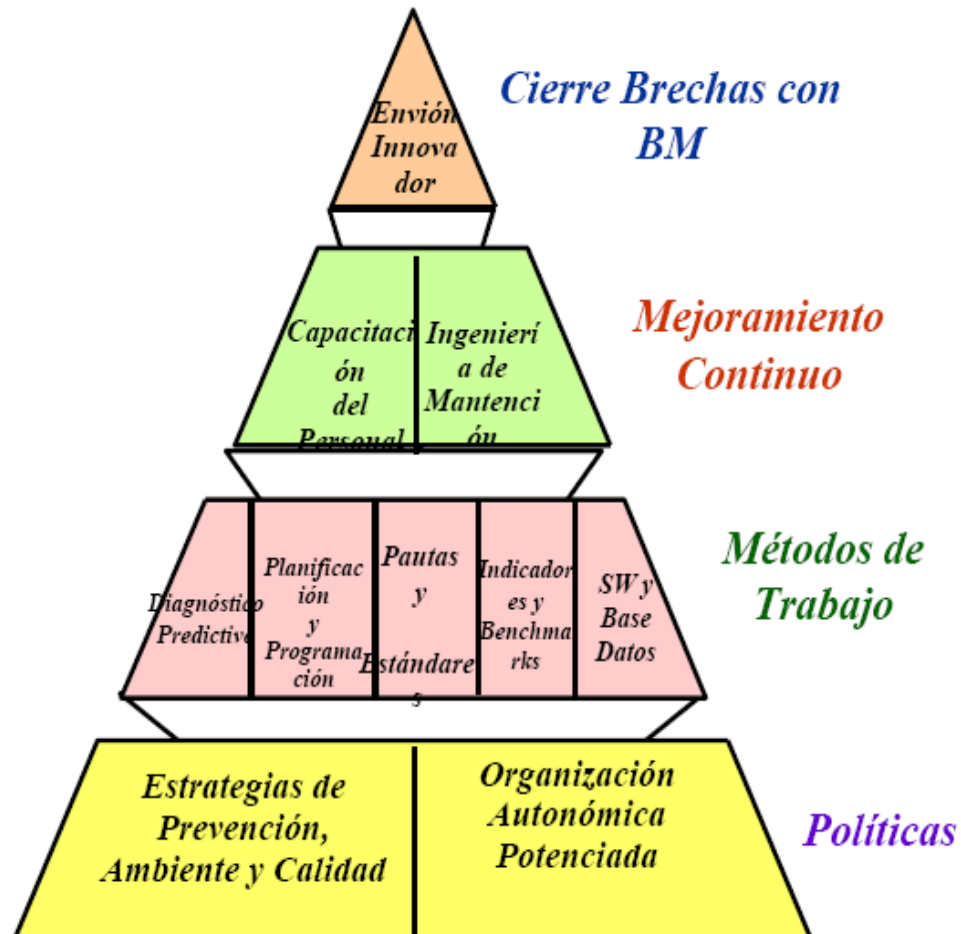 Envión
Innova
dor
Cierre Brechas con
BM
Capacitaci
ón
del
Personal
Ingenierí
a de
Mantenci
ón
Mejoramiento
Continuo
Diagnóstico
Predictivo
Planificac
ión
y
Programa
ción
Pautas
y
Estándare
s
Indicador
es y
Benchma
rks
SW y
Base
Datos
Métodos de
Trabajo
Estrategias de
Prevención,
Ambiente y Calidad
Organización
Autonómica
Potenciada
Políticas